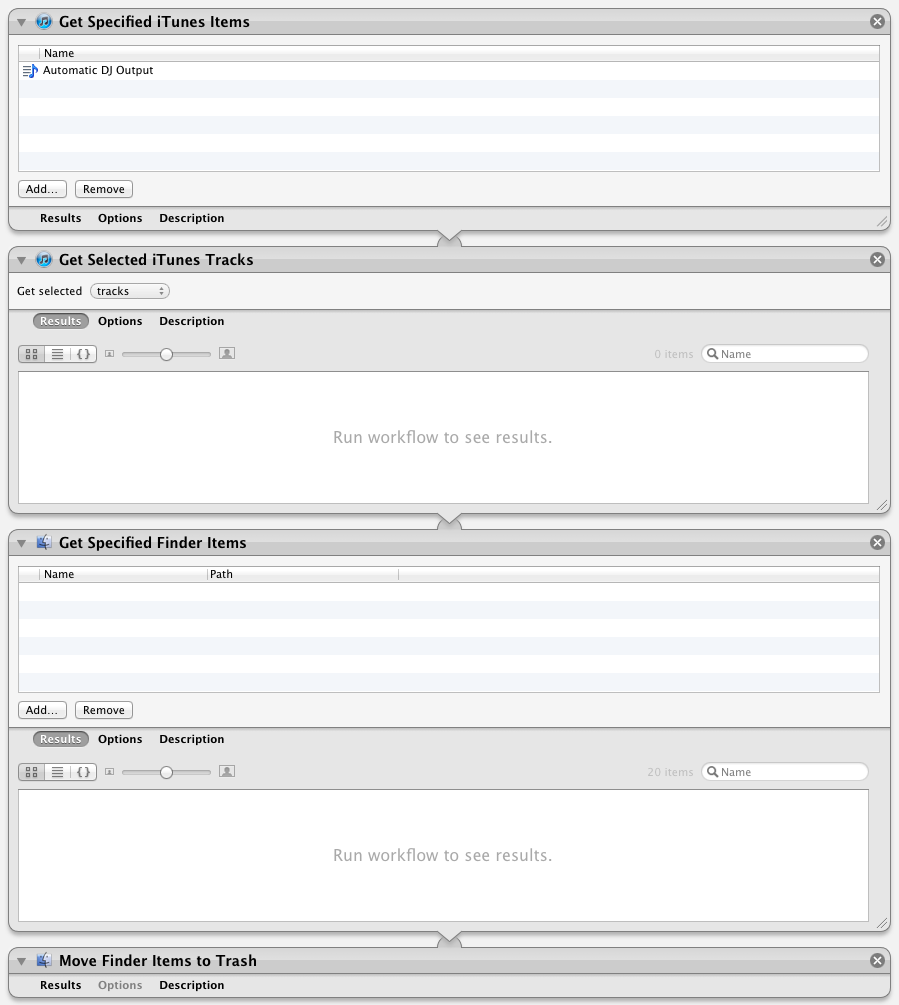 Get Specified iTunes Items
Name
Automatic DJ Output
Add... Remove
Results Options Description
Get Selected iTunes Tracks
Get selected tracks
Results Options Description
{} 0 items Name
Run workflow to see results.
Get Specified Finder Items
Name Path
Add... Remove
Results Options Description
{} 20 items Name
Run workflow to see results.
Move Finder Items to Trash
Results Options Description